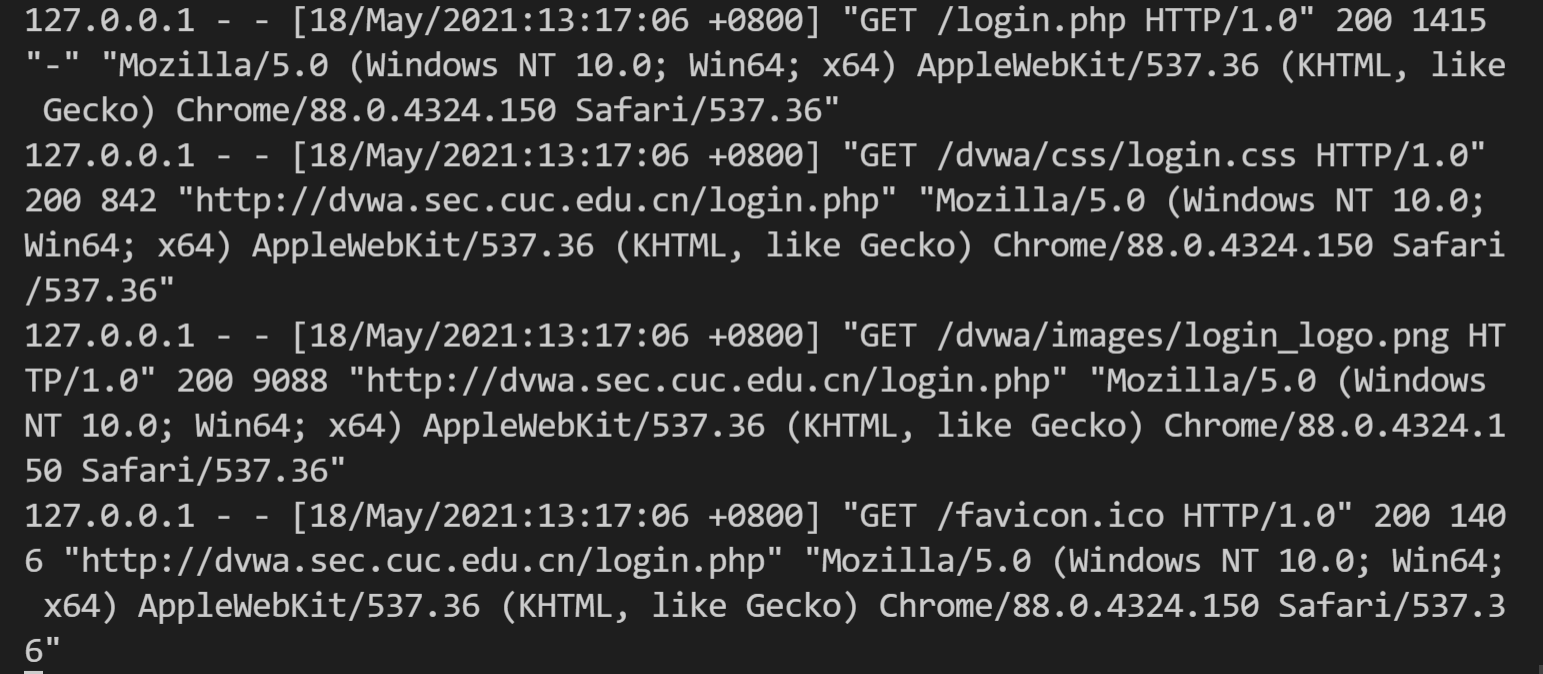 127.0.0.1 - - [18/May/2021:13:17:06 +0800] "GET /login.php HTTP/1.0" 200 1415
"-" "Mozilla/5.0 (Windows NT 10.0; Win64; x64) AppleWebKit/537.36 (KHTML, like
 Gecko) Chrome/88.0.4324.150 Safari/537.36"
127.0.0.1 - - [18/May/2021:13:17:06 +0800] "GET /dvwa/css/login.css HTTP/1.0"
200 842 "http://dvwa.sec.cuc.edu.cn/login.php" "Mozilla/5.0 (Windows NT 10.0;
Win64; x64) AppleWebKit/537.36 (KHTML, like Gecko) Chrome/88.0.4324.150 Safari
/537.36"
127.0.0.1 - - [18/May/2021:13:17:06 +0800] "GET /dvwa/images/login_logo.png HT
TP/1.0" 200 9088 "http://dvwa.sec.cuc.edu.cn/login.php" "Mozilla/5.0 (Windows
NT 10.0; Win64; x64) AppleWebKit/537.36 (KHTML, like Gecko) Chrome/88.0.4324.1
50 Safari/537.36"
127.0.0.1 - - [18/May/2021:13:17:06 +0800] "GET /favicon.ico HTTP/1.0" 200 140
6 "http://dvwa.sec.cuc.edu.cn/login.php" "Mozilla/5.0 (Windows NT 10.0; Win64;
 x64) AppleWebKit/537.36 (KHTML, like Gecko) Chrome/88.0.4324.150 Safari/537.3
6"